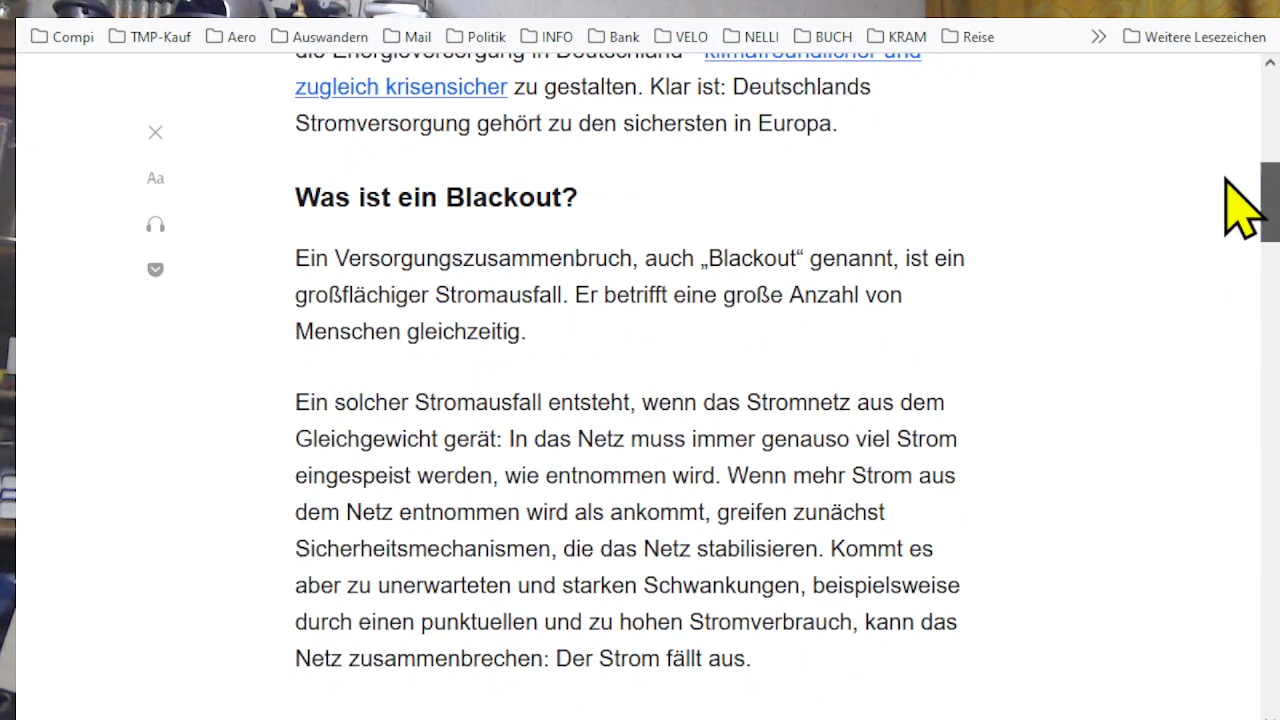 Compi TMP-Kauf Aero Auswandern Mail Politik INFO Bank VELO NELLI BUCH KRAM Reise Weitere Lesezeichen
die Energieversorgung in Deutschland klimafreundlicher und
zugleich krisensicher zu gestalten. Klar ist: Deutschlands
Stromversorgung gehört zu den sichersten in Europa.
Aa
Was ist ein Blackout?
Ein Versorgungszusammenbruch, auch „Blackout“ genannt, ist ein
großflächiger Stromausfall. Er betrifft eine große Anzahl von
Menschen gleichzeitig.
Ein solcher Stromausfall entsteht, wenn das Stromnetz aus dem
Gleichgewicht gerät: In das Netz muss immer genauso viel Strom
eingespeist werden, wie entnommen wird. Wenn mehr Strom aus
dem Netz entnommen wird als ankommt, greifen zunächst
Sicherheitsmechanismen, die das Netz stabilisieren. Kommt es
aber zu unerwarteten und starken Schwankungen, beispielsweise
durch einen punktuellen und zu hohen Stromverbrauch, kann das
Netz zusammenbrechen: Der Strom fällt aus.